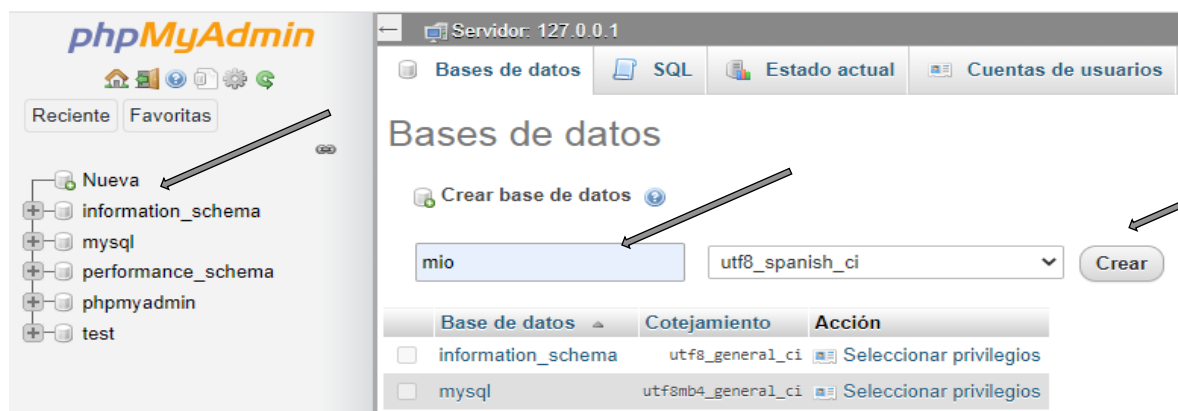 phpMyAdmin
Reciente Favoritas
Nueva
information_schema
mysql
performance_schema
phpmyadmin
test
Servidor: 127.0.0.1
Bases de datos SQL Estado actual Cuentas de usuarios
Bases de datos
Crear base de datos
mio utf8_spanish_ci Crear
Base de datos Cotejamiento Acción
information_schema utf8_general_ci Seleccionar privilegios
mysql utf8mb4_general_ci Seleccionar privilegios